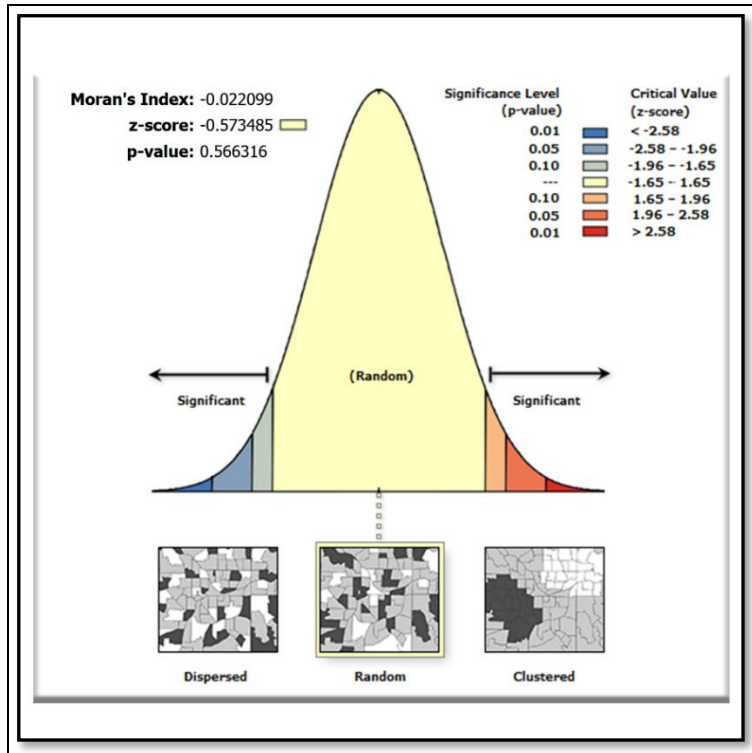 Moran's Index: -0.022099
z-score: -0.573485
p-value: 0.566316
Significance Level
(p-value)
Critical Value
(z-score)
0.01 < -2.58
0.05 -2.58 – -1.96
0.10 -1.96 – -1.65
--- -1.65 – 1.65
0.10 1.65 – 1.96
0.05 1.96 – 2.58
0.01 > 2.58
(Random)
Significant
Significant
Dispersed
Random
Clustered